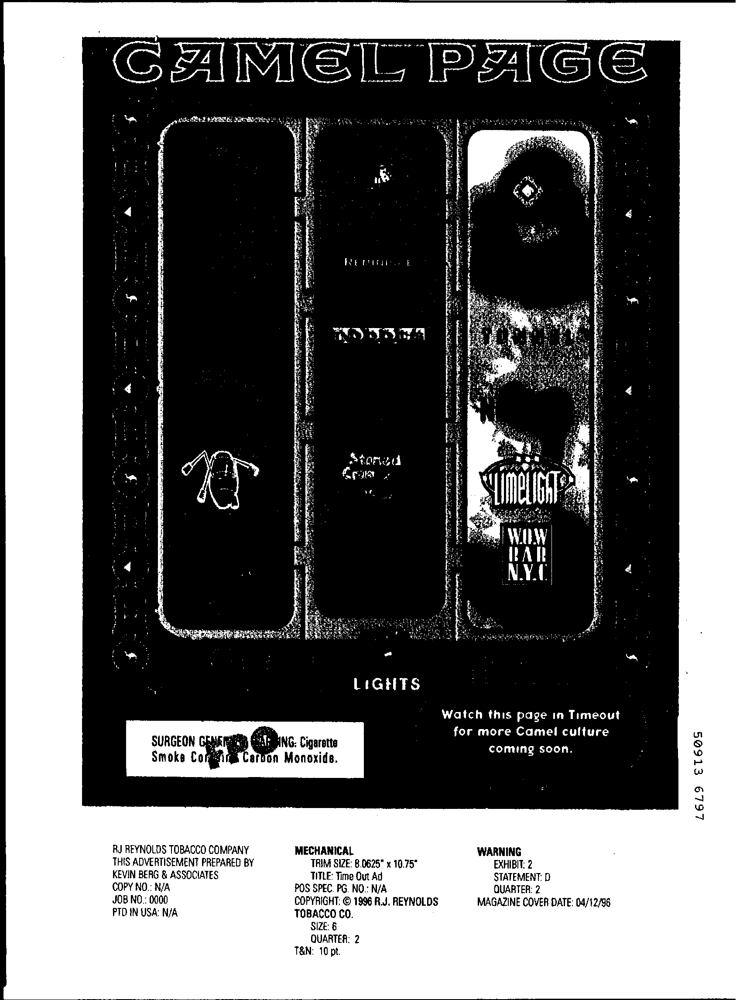 CAMEL PAGE
LIMELIGHT
W.O.W
BAR
N.Y.C
LIGHTS
Watch this page in Timeout
for more Camel culture
coming soon.
SURGEON GENERAL'S WARNING: Cigarette
Smoke Contains Carbon Monoxide.
50913 6797
RJ REYNOLDS TOBACCO COMPANY
THIS ADVERTISEMENT PREPARED BY
KEVIN BERG & ASSOCIATES
COPY NO.: N/A
JOB NO.: 0000
PTD IN USA: N/A
MECHANICAL
TRIM SIZE: 8.0625" x 10.75"
TITLE: Time Out Ad
POS SPEC. PG. NO.: N/A
COPYRIGHT: © 1996 R.J. REYNOLDS
TOBACCO CO.
SIZE: 6
QUARTER: 2
T&N: 10 pt.
WARNING
EXHIBIT: 2
STATEMENT: D
QUARTER: 2
MAGAZINE COVER DATE: 04/12/96